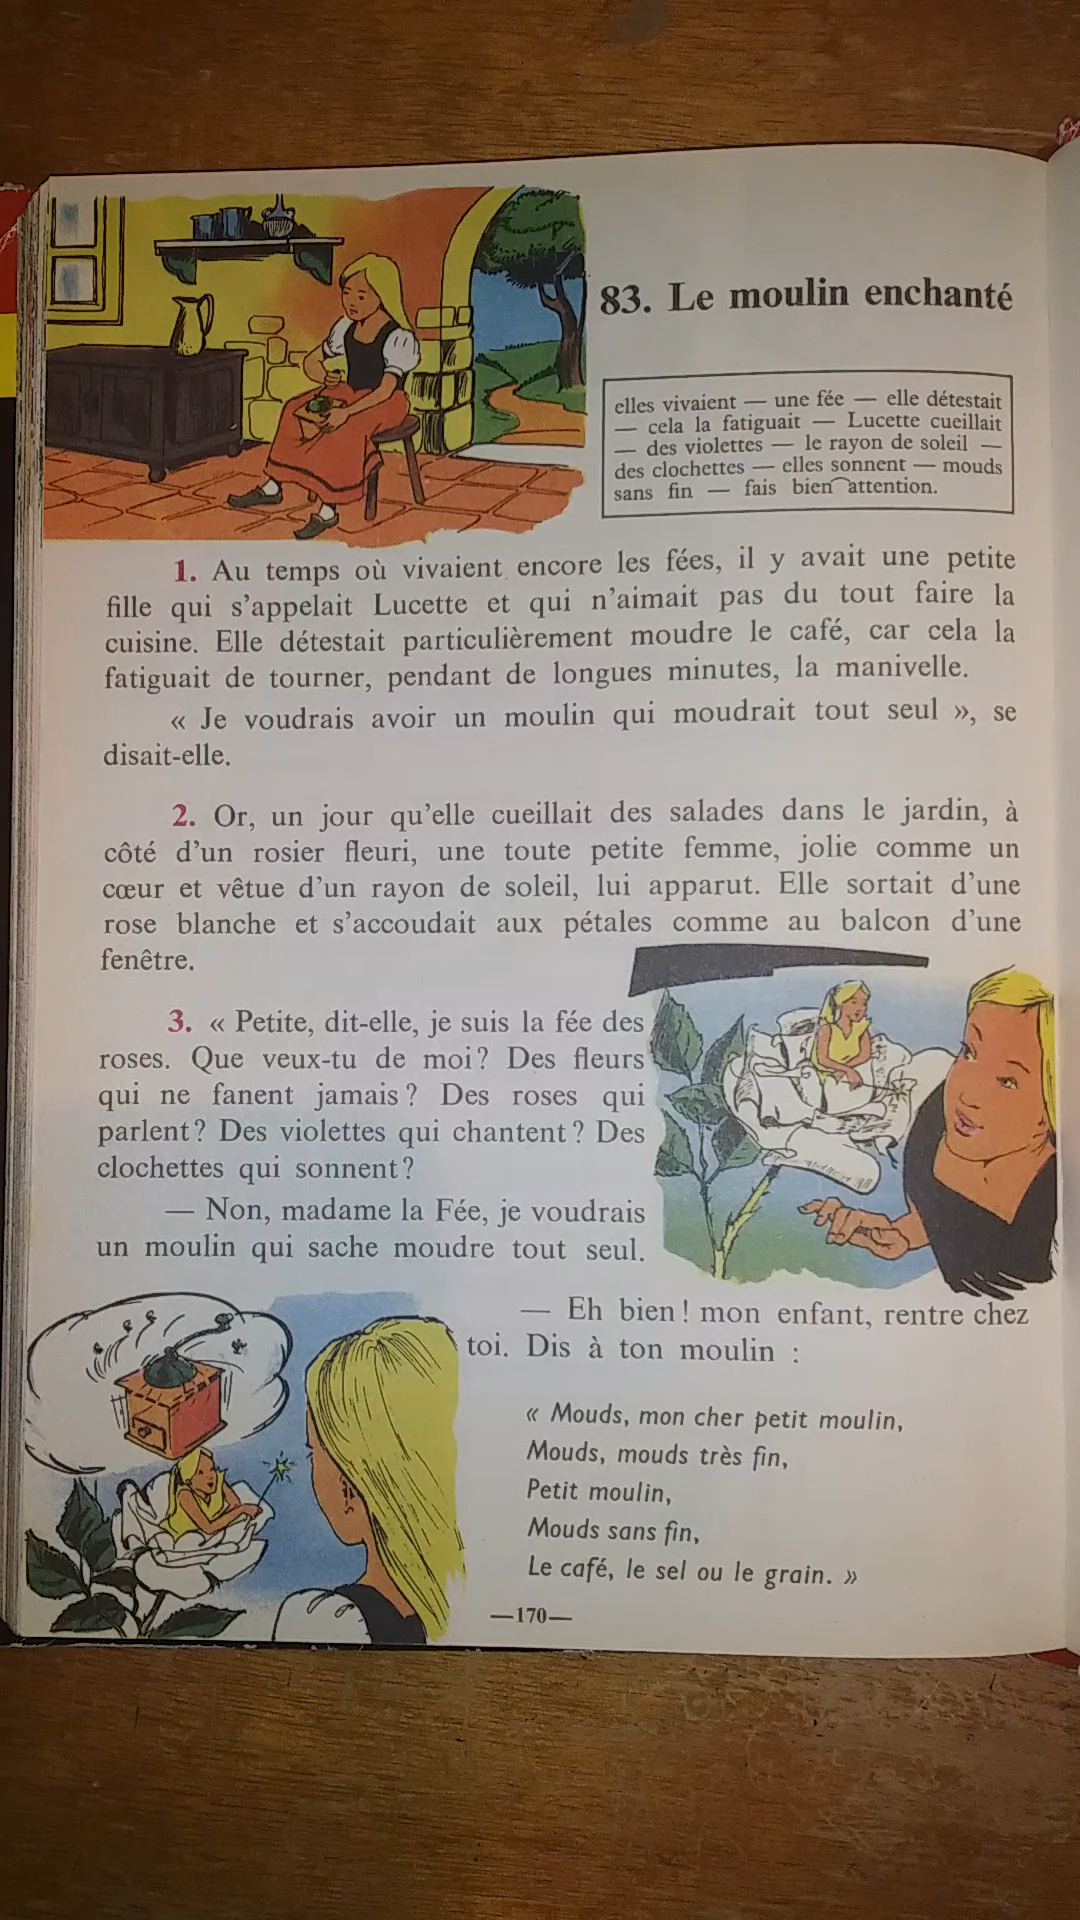 83. Le moulin enchanté
elles vivaient — une fée — elle détestait
— cela la fatiguait — Lucette cueillait
— des violettes — le rayon de soleil —
des clochettes — elles sonnent — mouds
sans fin — fais bien attention.
1. Au temps où vivaient encore les fées, il y avait une petite
fille qui s'appelait Lucette et qui n'aimait pas du tout faire la
cuisine. Elle détestait particulièrement moudre le café, car cela la
fatiguait de tourner, pendant de longues minutes, la manivelle.
« Je voudrais avoir un moulin qui moudrait tout seul », se
disait-elle.
2. Or, un jour qu'elle cueillait des salades dans le jardin, à
côté d'un rosier fleuri, une toute petite femme, jolie comme un
cœur et vêtue d'un rayon de soleil, lui apparut. Elle sortait d'une
rose blanche et s'accoudait aux pétales comme au balcon d'une
fenêtre.
3. « Petite, dit-elle, je suis la fée des
roses. Que veux-tu de moi? Des fleurs
qui ne fanent jamais? Des roses qui
parlent? Des violettes qui chantent? Des
clochettes qui sonnent?
— Non, madame la Fée, je voudrais
un moulin qui sache moudre tout seul.
— Eh bien! mon enfant, rentre chez
toi. Dis à ton moulin :
« Mouds, mon cher petit moulin,
Mouds, mouds très fin,
Petit moulin,
Mouds sans fin,
Le café, le sel ou le grain. »
—170—